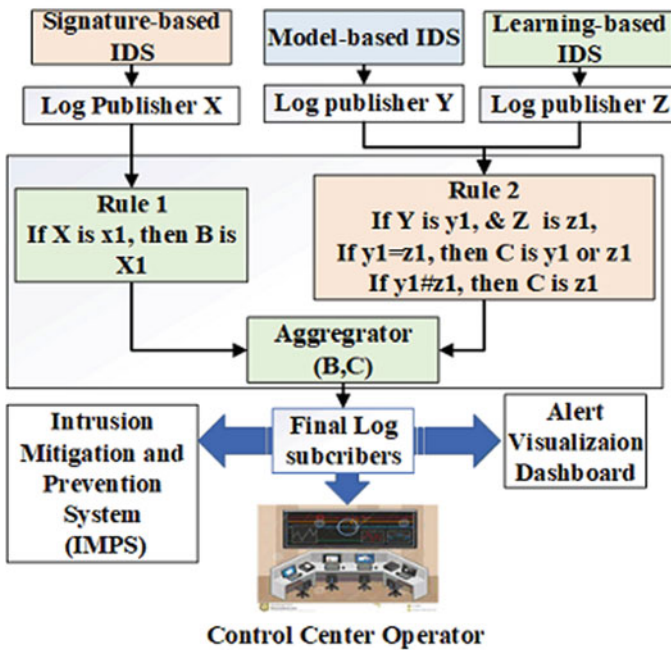 Signature-based
IDS
Model-based IDS
Learning-based
IDS
Log Publisher X
Log publisher Y
Log publisher Z
Rule 1
If X is x1, then B is
X1
Rule 2
If Y is y1, & Z is z1,
If y1=z1, then C is y1 or z1
If y1#z1, then C is z1
Aggregrator
(B,C)
Intrusion
Mitigation and
Prevention
System
(IMPS)
Final Log
subcribers
Alert
Visualizaion
Dashboard
Control Center Operator